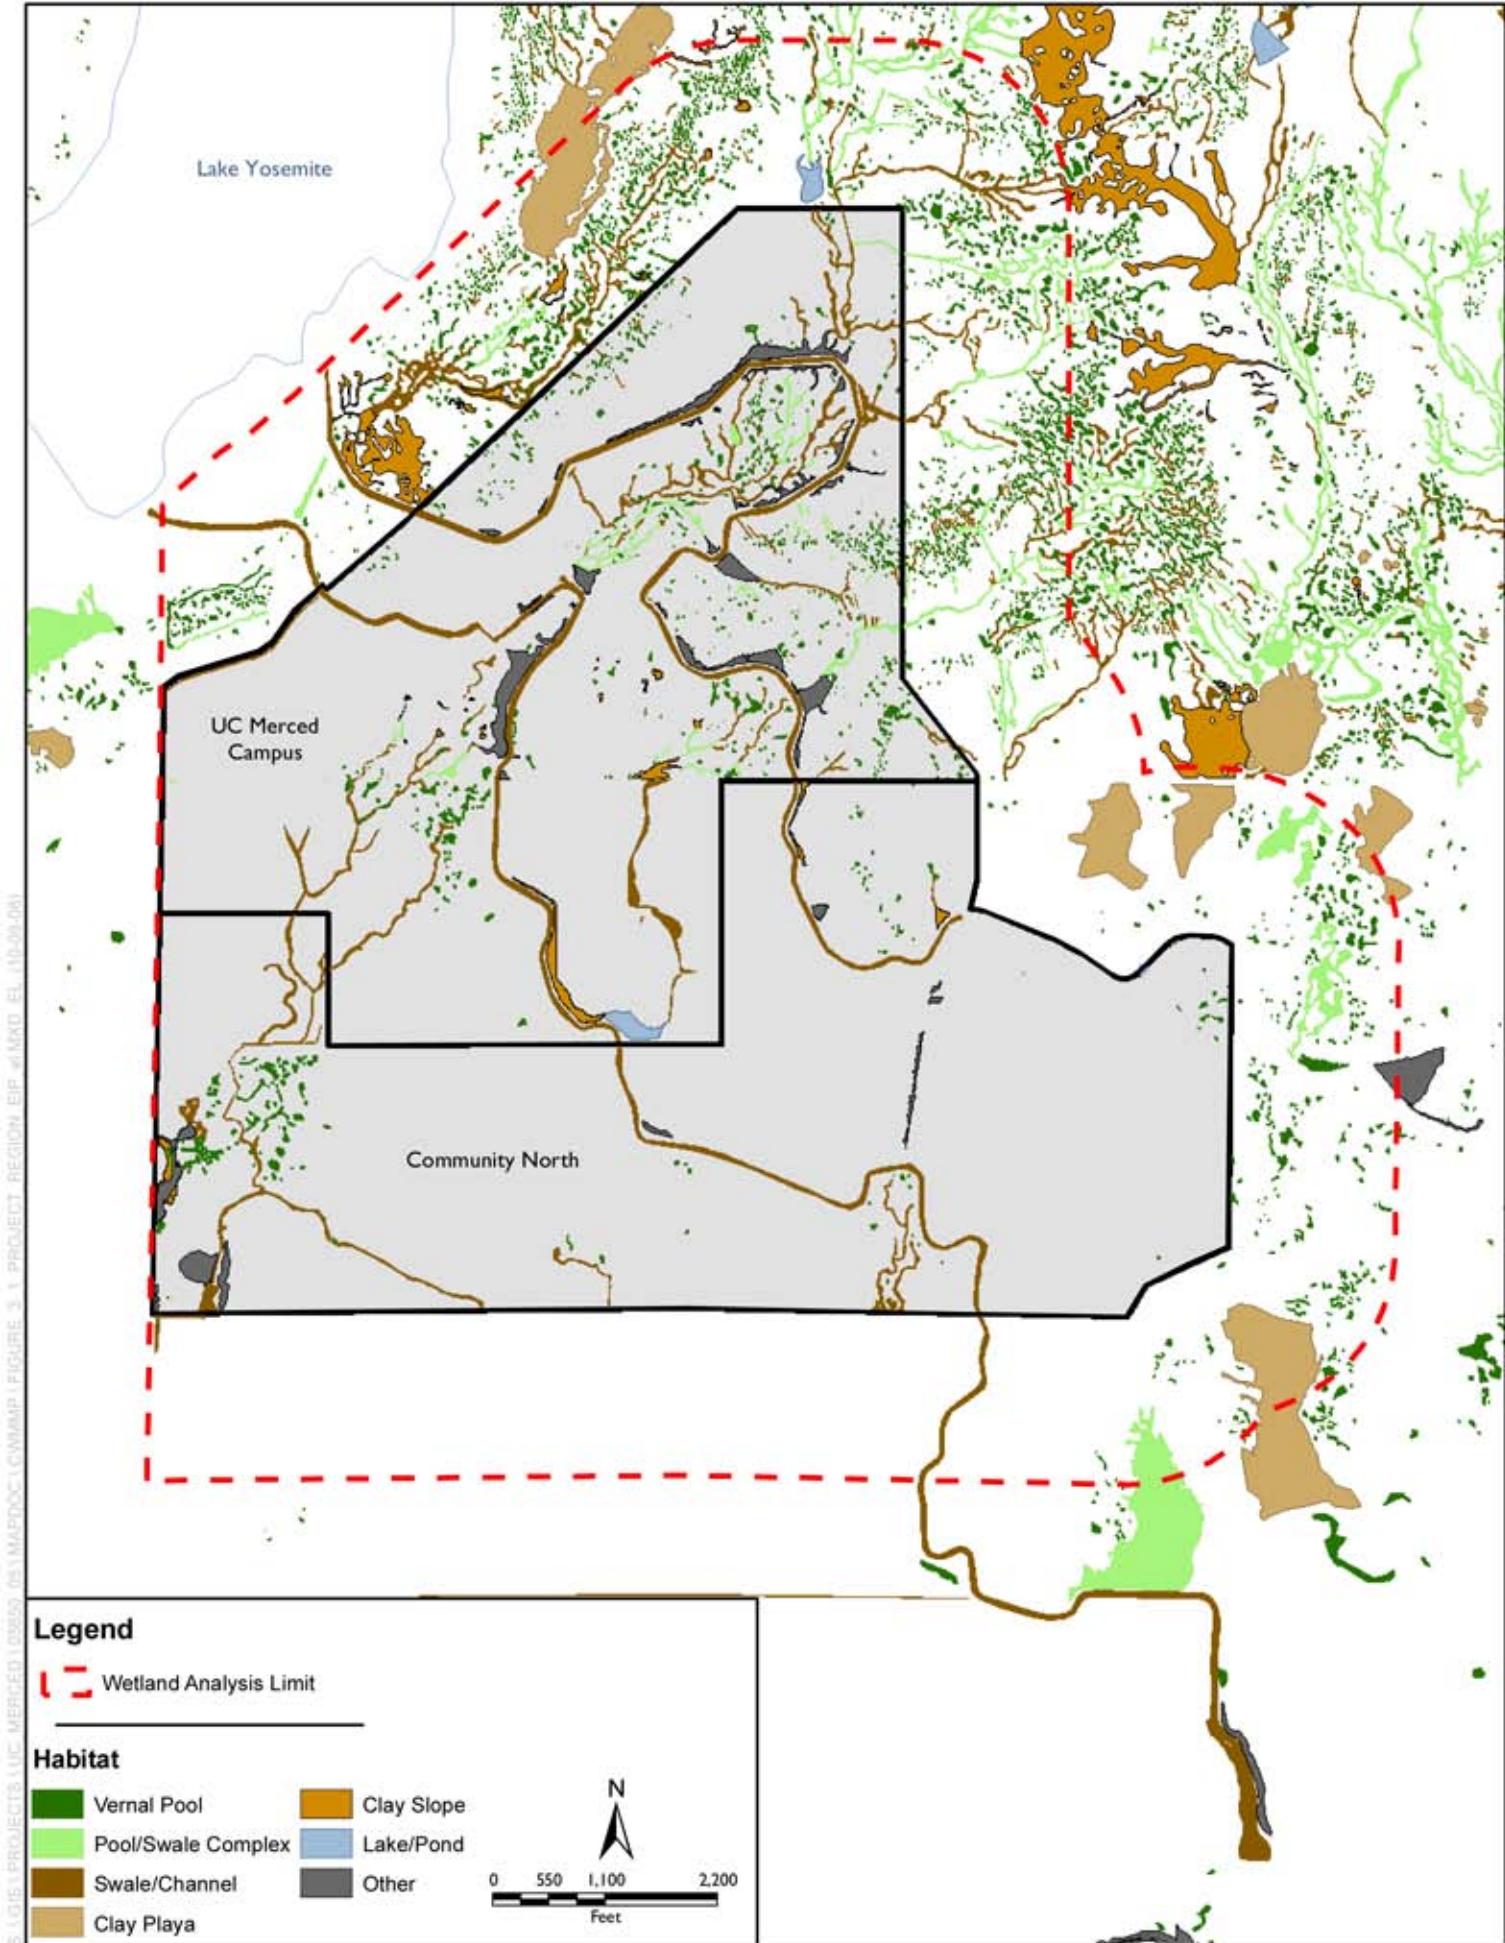 Lake Yosemite
UC Merced
Campus
Community North
Legend
Wetland Analysis Limit
Habitat
Vernal Pool
Pool/Swale Complex
Swale/Channel
Clay Playa
Clay Slope
Lake/Pond
Other
N
0 550 1,100 2,200
Feet